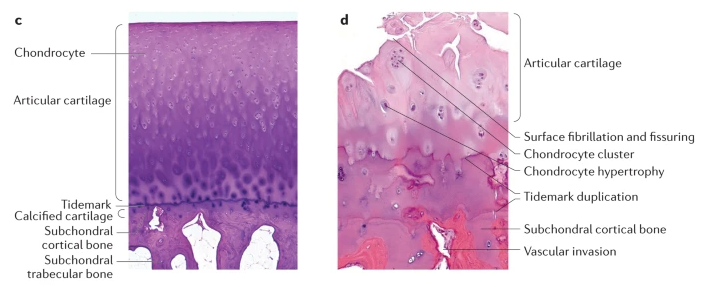 c
Chondrocyte
Articular cartilage
Tidemark
Calcified cartilage
Subchondral
cortical bone
Subchondral
trabecular bone
d
Articular cartilage
Surface fibrillation and fissuring
Chondrocyte cluster
Chondrocyte hypertrophy
Tidemark duplication
Subchondral cortical bone
Vascular invasion